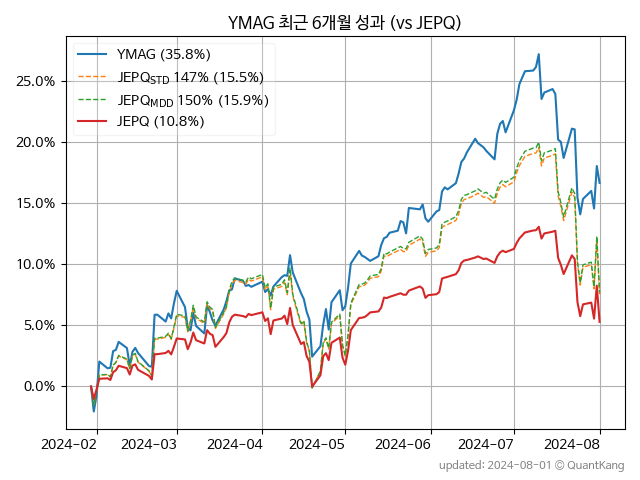 YMAG 최근 6개월 성과 (vs JEPQ)
YMAG (35.8%)
JEPQSTD 147% (15.5%)
JEPQMDD 150% (15.9%)
JEPQ (10.8%)
25.0%
20.0%
15.0%
10.0%
5.0%
0.0%
2024-02 2024-03 2024-04 2024-05 2024-06 2024-07 2024-08
updated: 2024-08-01 © QuantKang